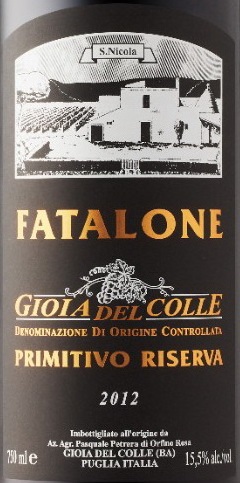 S.Nicola
FATALONE
GIOIA DEL COLLE
DENOMINAZIONE DI ORIGINE CONTROLLATA
PRIMITIVO RISERVA
2012
Imbottigliato all'origine da
Az. Agr. Pasquale Petrera di Orfino Rosa
750 ml e GIOIA DEL COLLE (BA) 15,5% alc./vol
PUGLIA ITALIA